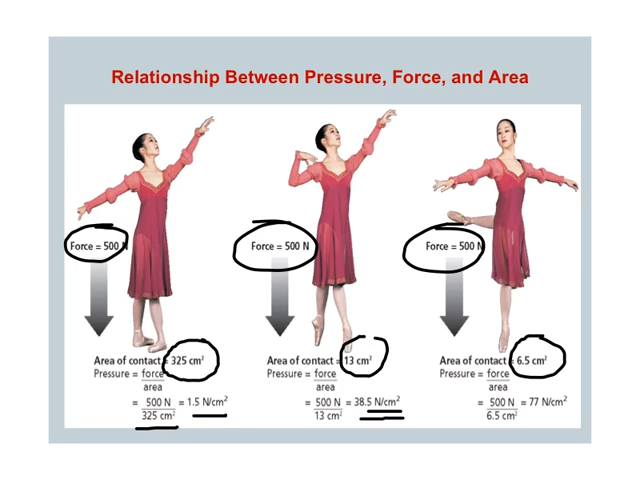 Relationship Between Pressure, Force, and Area
Force = 500 N
Force = 500 N
Force = 500 N
Area of contact = 325 cm²
Pressure = force
area
= 500 N = 1.5 N/cm²
325 cm²
Area of contact = 13 cm²
Pressure = force
area
= 500 N = 38.5 N/cm²
13 cm²
Area of contact = 6.5 cm²
Pressure = force
area
= 500 N = 77 N/cm²
6.5 cm²